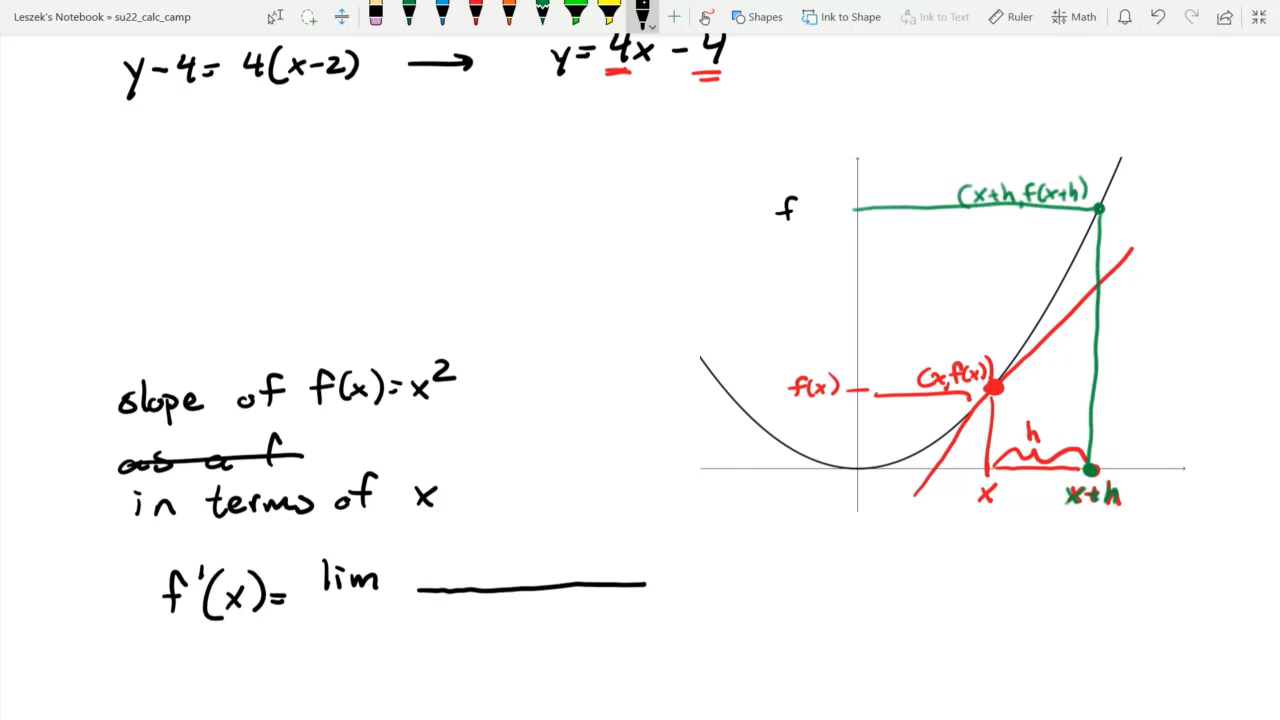 Leszek's Notebook » su22_calc_camp
Shapes
Ink to Shape
Ink to Text
Ruler
Math
y-4= 4(x-2) → y= 4x - 4
(x+h, f(x+h)
f
f(x)
(x, f(x))
h
x
x+h
slope of f(x)=x²
as a f
in terms of x
f'(x)= lim